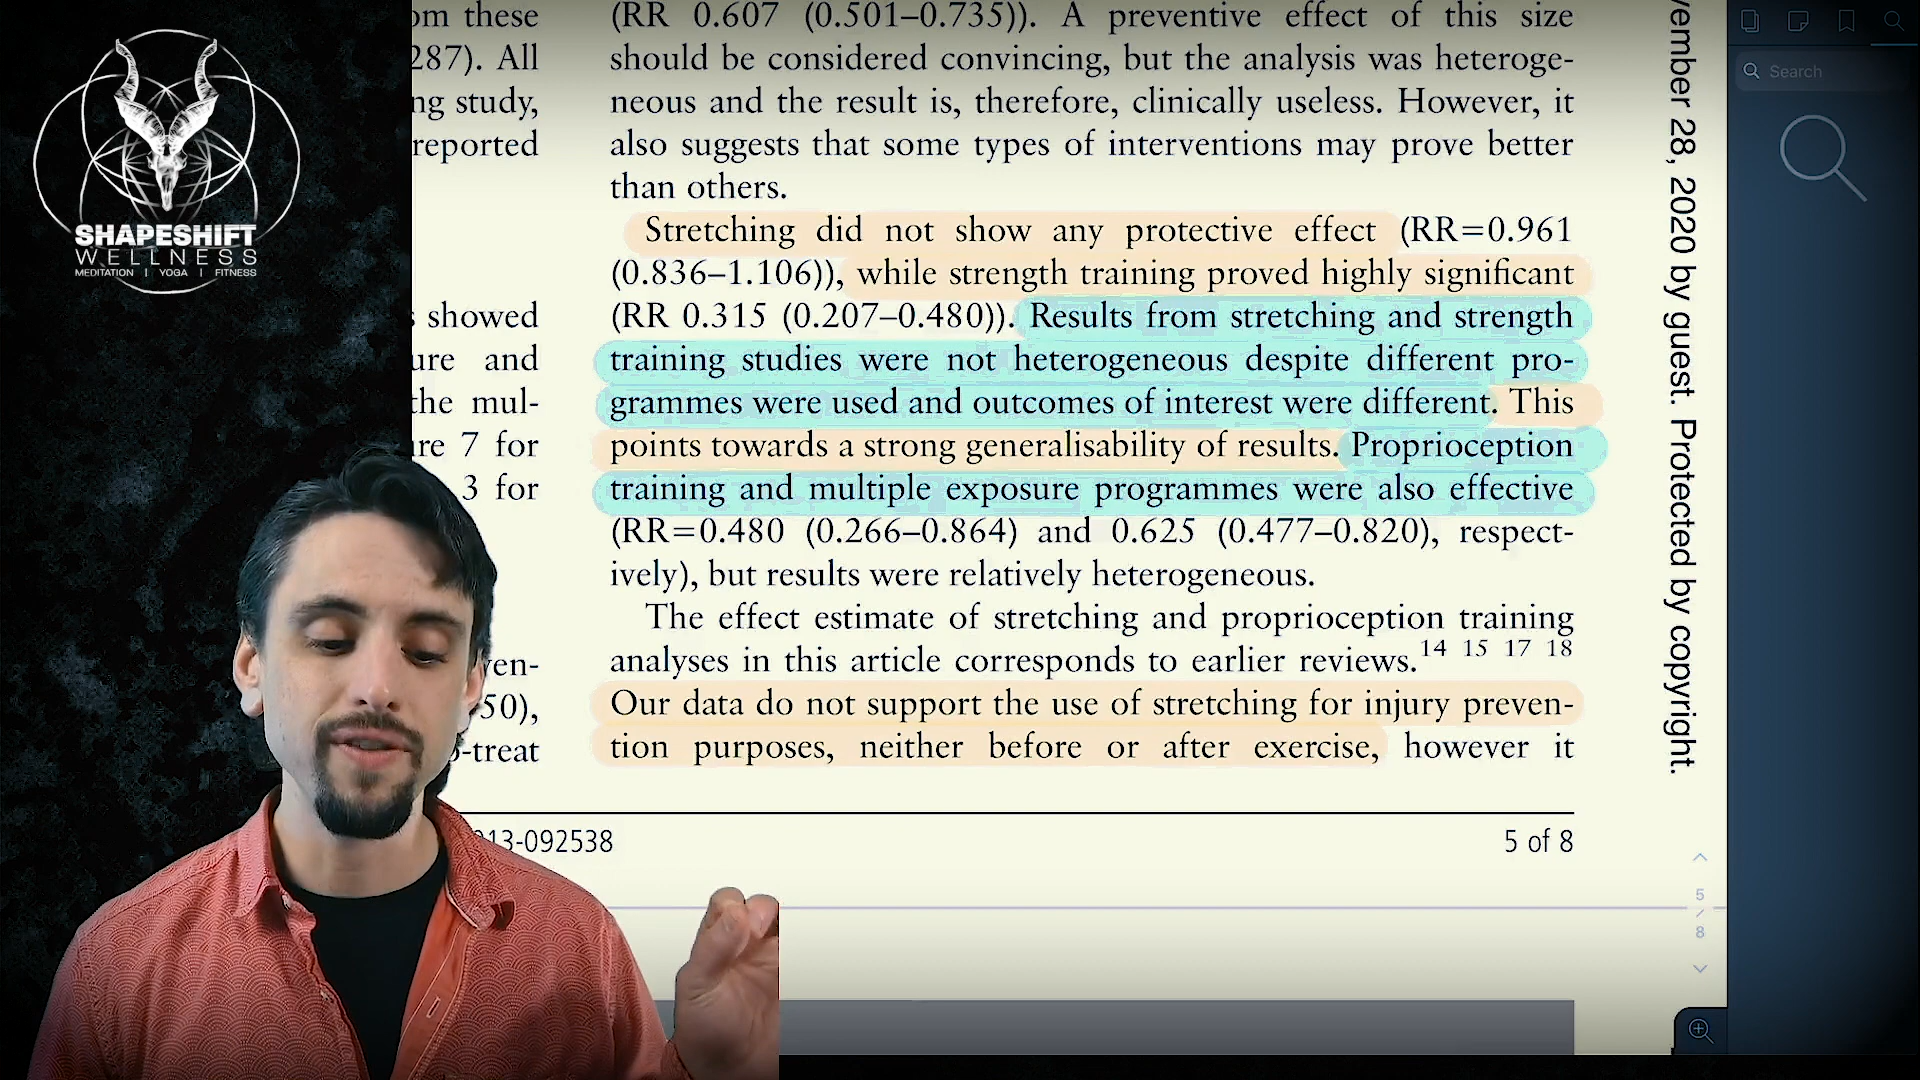 SHAPESHIFT
WELLNESS
MEDITATION | YOGA | FITNESS
om these
287). All
ng study,
reported
showed
ure and
the mul-
re 7 for
3 for
ven-
50),
-treat
(RR 0.607 (0.501–0.735)). A preventive effect of this size
should be considered convincing, but the analysis was heteroge-
neous and the result is, therefore, clinically useless. However, it
also suggests that some types of interventions may prove better
than others.
Stretching did not show any protective effect (RR=0.961
(0.836–1.106)), while strength training proved highly significant
(RR 0.315 (0.207–0.480)). Results from stretching and strength
training studies were not heterogeneous despite different pro-
grammes were used and outcomes of interest were different. This
points towards a strong generalisability of results. Proprioception
training and multiple exposure programmes were also effective
(RR=0.480 (0.266–0.864) and 0.625 (0.477–0.820), respect-
ively), but results were relatively heterogeneous.
The effect estimate of stretching and proprioception training
analyses in this article corresponds to earlier reviews.14 15 17 18
Our data do not support the use of stretching for injury preven-
tion purposes, neither before or after exercise, however it
13-092538
5 of 8
vember 28, 2020 by guest. Protected by copyright.
5
/
8
Search